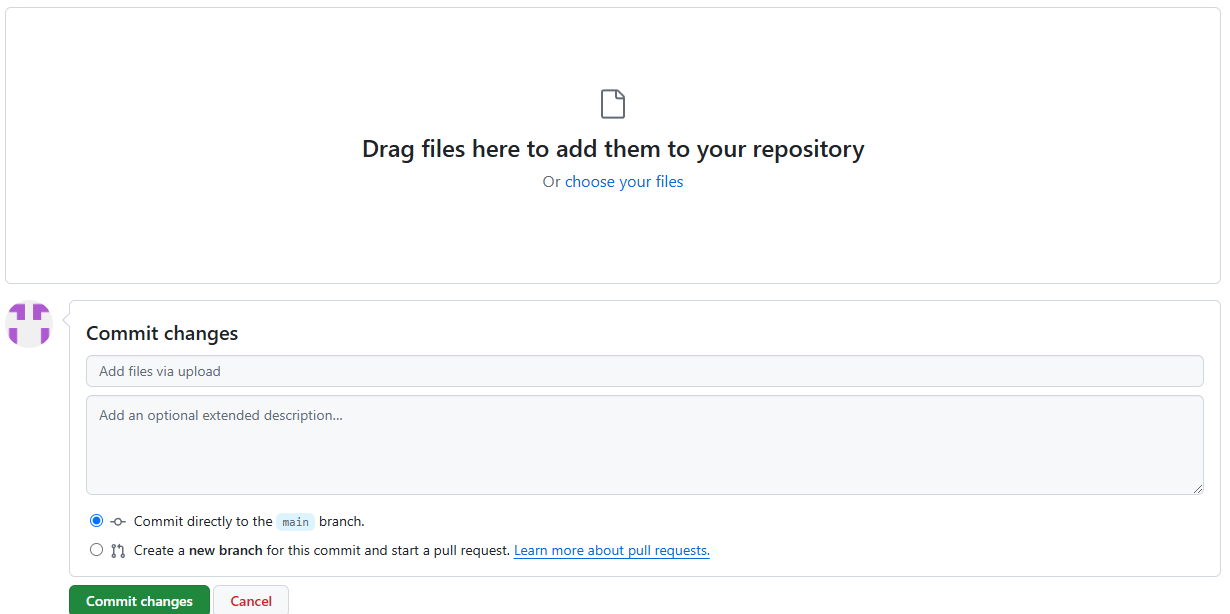 Drag files here to add them to your repository
Or choose your files
Commit changes
Add files via upload
Add an optional extended description...
Commit directly to the main branch.
Create a new branch for this commit and start a pull request. Learn more about pull requests.
Commit changes
Cancel